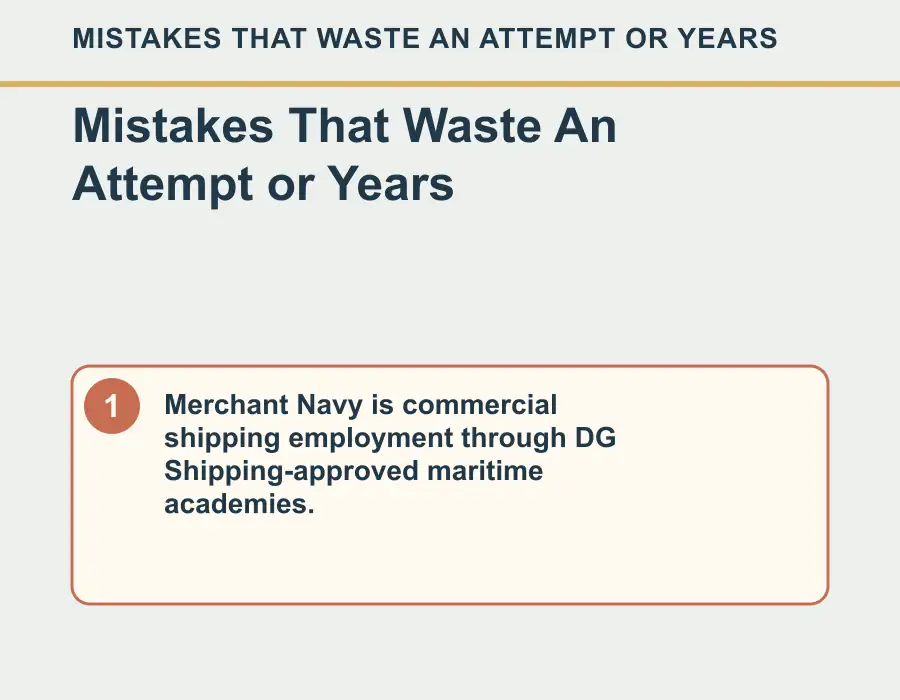 MISTAKES THAT WASTE AN ATTEMPT OR YEARS
Mistakes That Waste An
Attempt or Years
1
Merchant Navy is commercial
shipping employment through DG
Shipping-approved maritime
academies.